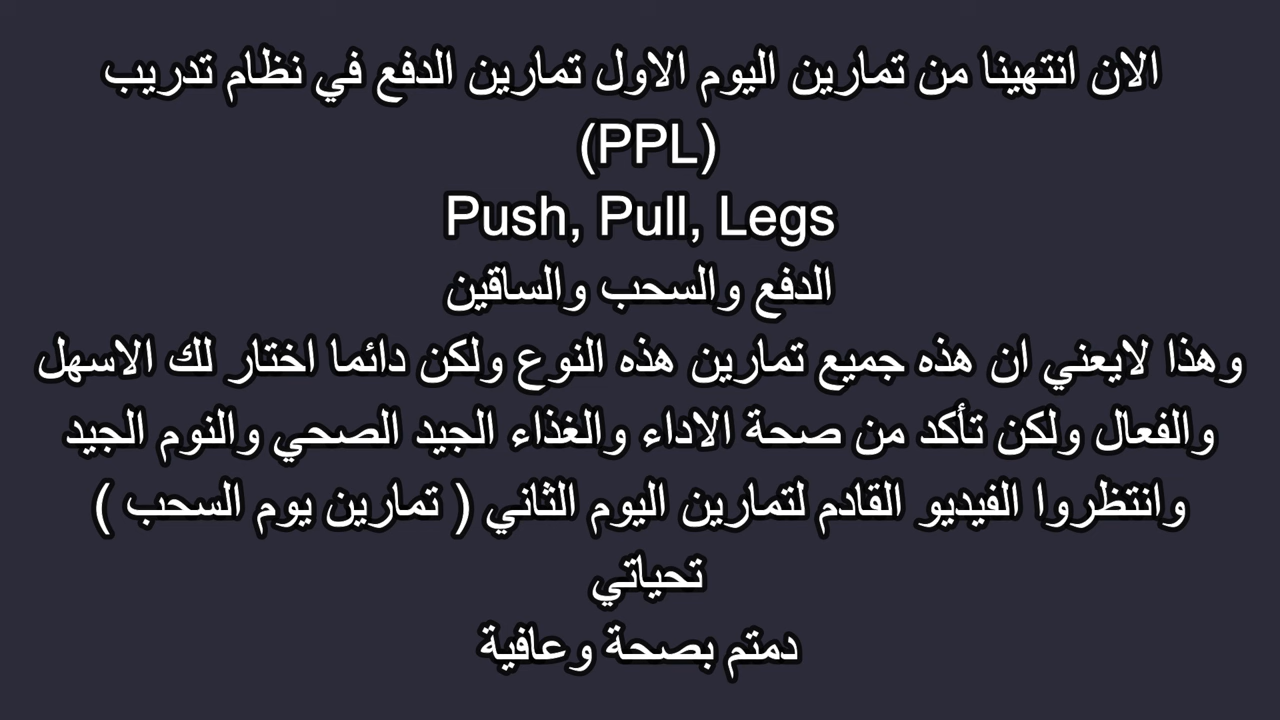 الان انتهينا من تمارين اليوم الاول تمارين الدفع في نظام تدريب
(PPL)
Push, Pull, Legs
الدفع والسحب والساقين
وهذا لايعني ان هذه جميع تمارين هذه النوع ولكن دائما اختار لك الاسهل
والفعال ولكن تأكد من صحة الاداء والغذاء الجيد الصحي والنوم الجيد
وانتظروا الفيديو القادم لتمارين اليوم الثاني ( تمارين يوم السحب )
تحياتي
دمتم بصحة وعافية